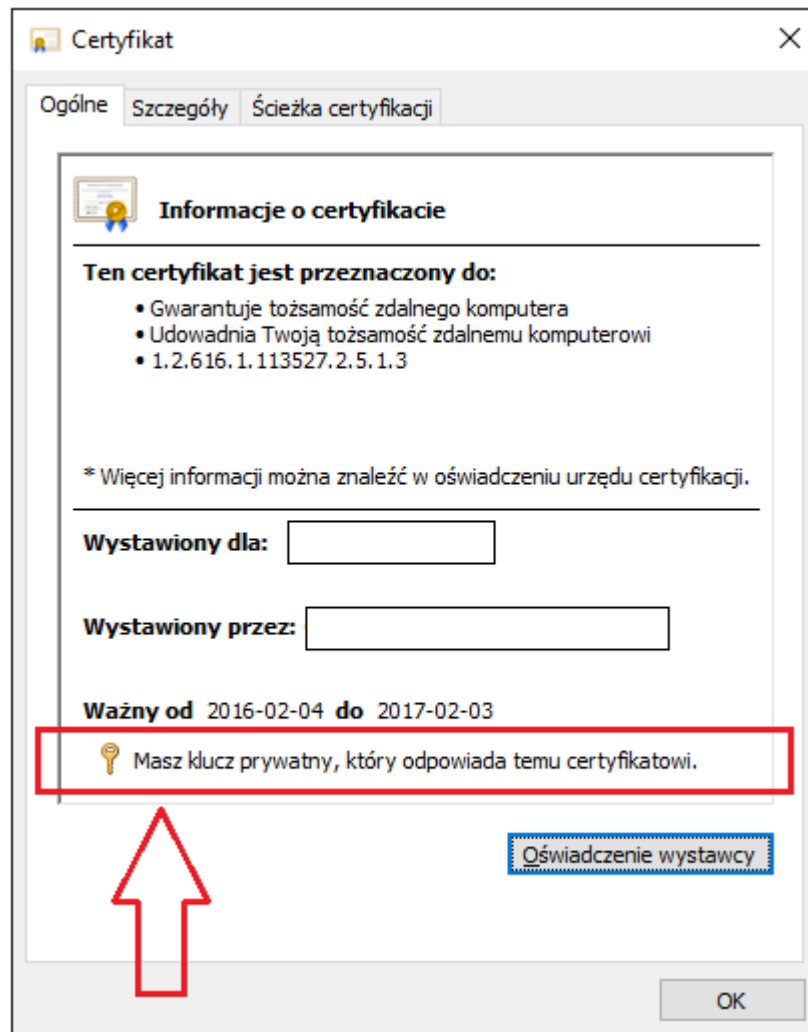 Certyfikat
Ogólne Szczegóły Ścieżka certyfikacji
Informacje o certyfikacie
Ten certyfikat jest przeznaczony do:
• Gwarantuje tożsamość zdalnego komputera
• Udowadnia Twoją tożsamość zdalnemu komputerowi
• 1.2.616.1.113527.2.5.1.3
* Więcej informacji można znaleźć w oświadczeniu urzędu certyfikacji.
Wystawiony dla:
Wystawiony przez:
Ważny od 2016-02-04 do 2017-02-03
Masz klucz prywatny, który odpowiada temu certyfikatowi.
Oświadczenie wystawcy
OK